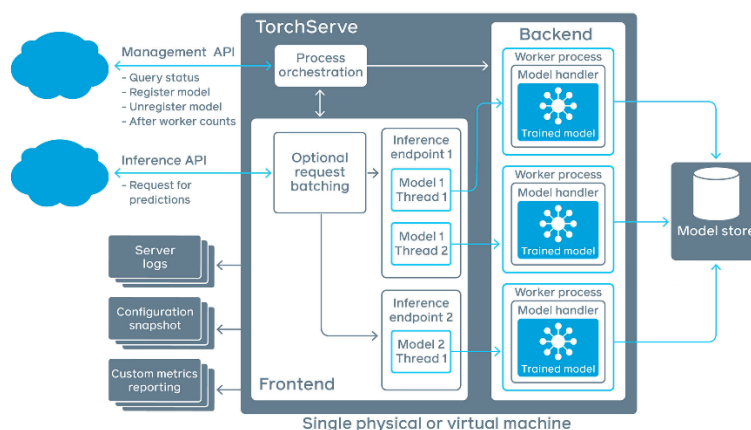 TorchServe
Backend
Management API
- Query status
- Register model
- Unregister model
- After worker counts
Process
orchestration
Inference API
- Request for
predictions
Optional
request
batching
Inference
endpoint 1
Model 1
Thread 1
Model 1
Thread 2
Inference
endpoint 2
Model 2
Thread 1
Frontend
Worker process
Model handler
Trained model
Worker process
Model handler
Trained model
Worker process
Model handler
Trained model
Model store
Server
logs
Configuration
snapshot
Custom metrics
reporting
Single physical or virtual machine